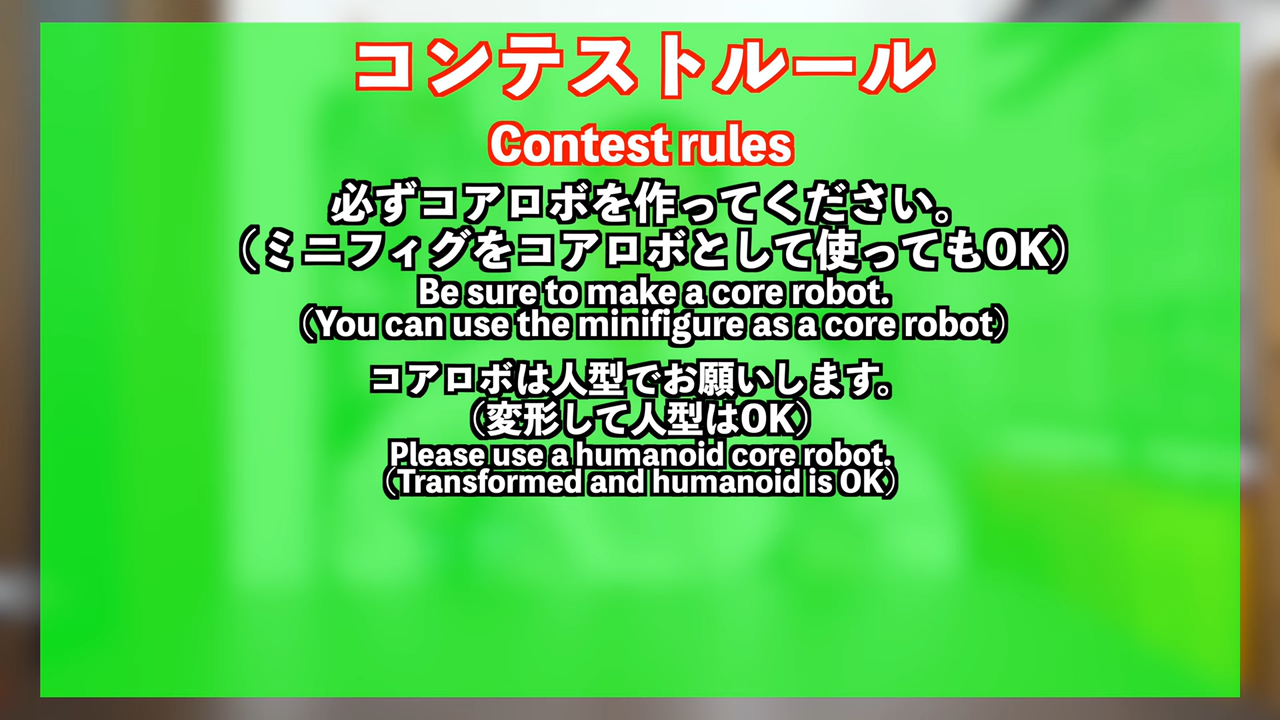 コンテストルール
Contest rules
必ずコアロボを作ってください。
（ミニフィグをコアロボとして使ってもOK）
Be sure to make a core robot.
（You can use the minifigure as a core robot）
コアロボは人型でお願いします。
（変形して人型はOK）
Please use a humanoid core robot.
（Transformed and humanoid is OK）